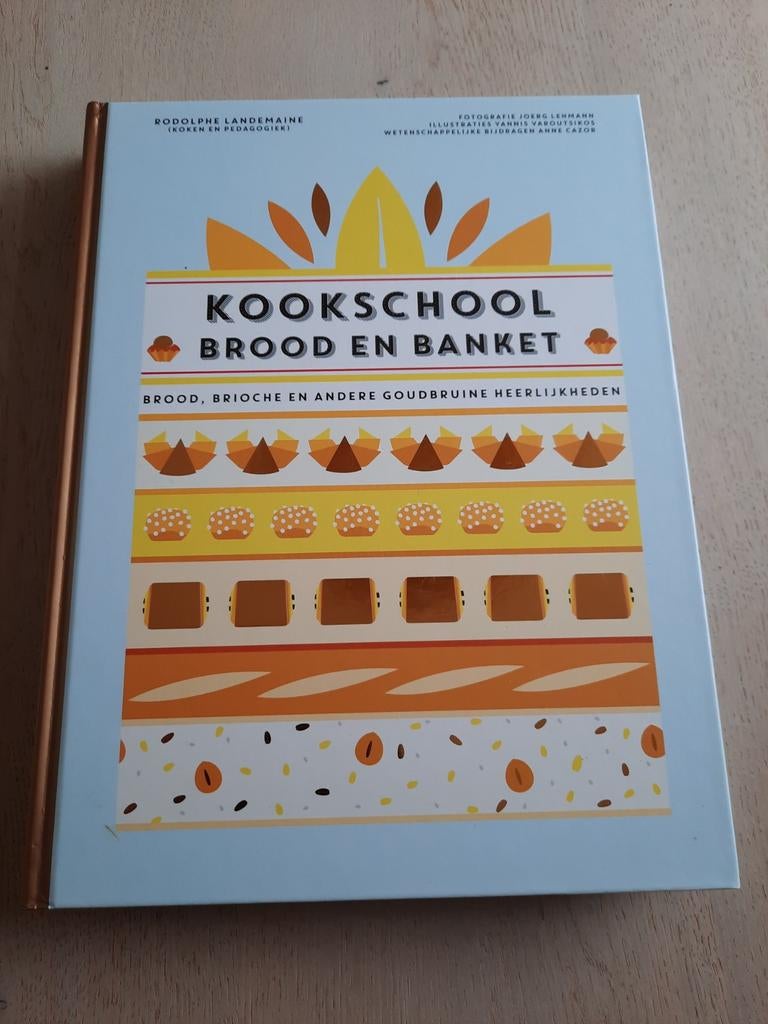 RODOLPHE LANDEMAINE
(KOKEN EN PEDAGOGIEK)
FOTOGRAFIE JOERG LEHMANN
ILLUSTRATIES YANNIS VAROUTSIKOS
WETENSCHAPPELIJKE BIJDRAGEN ANNE CAZOR
KOOKSCHOOL
BROOD EN BANKET
BROOD, BRIOCHE EN ANDERE GOUDBRUINE HEERLIJKHEDEN